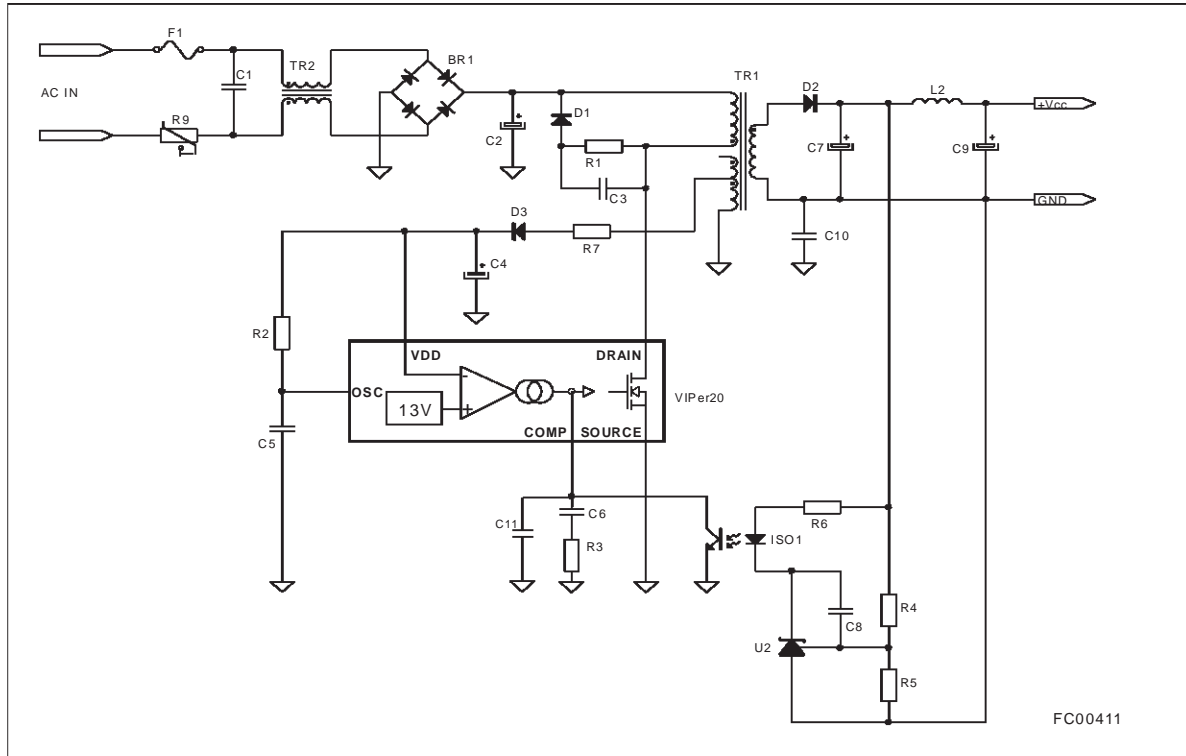 F1
BR1
TR2
TR1
C1
D2
L2
AC IN
+Vcc
R9
D1
C2
+
C7
+
C9
+
R1
C3
GND
D3
R7
C10
C4
+
R2
VDD
DRAIN
OSC
-
13V
+
VIPer20
COMP
SOURCE
C5
C11
C6
R6
ISO1
R3
R4
C8
U2
R5
FC00411